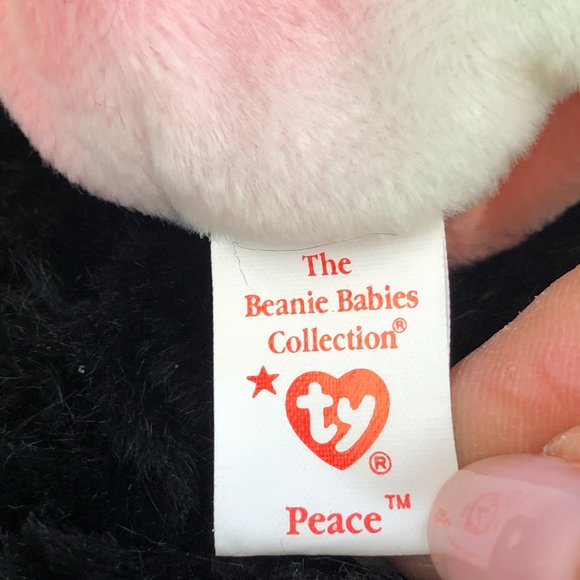 The
Beanie Babies
Collection®
ty
®
Peace™